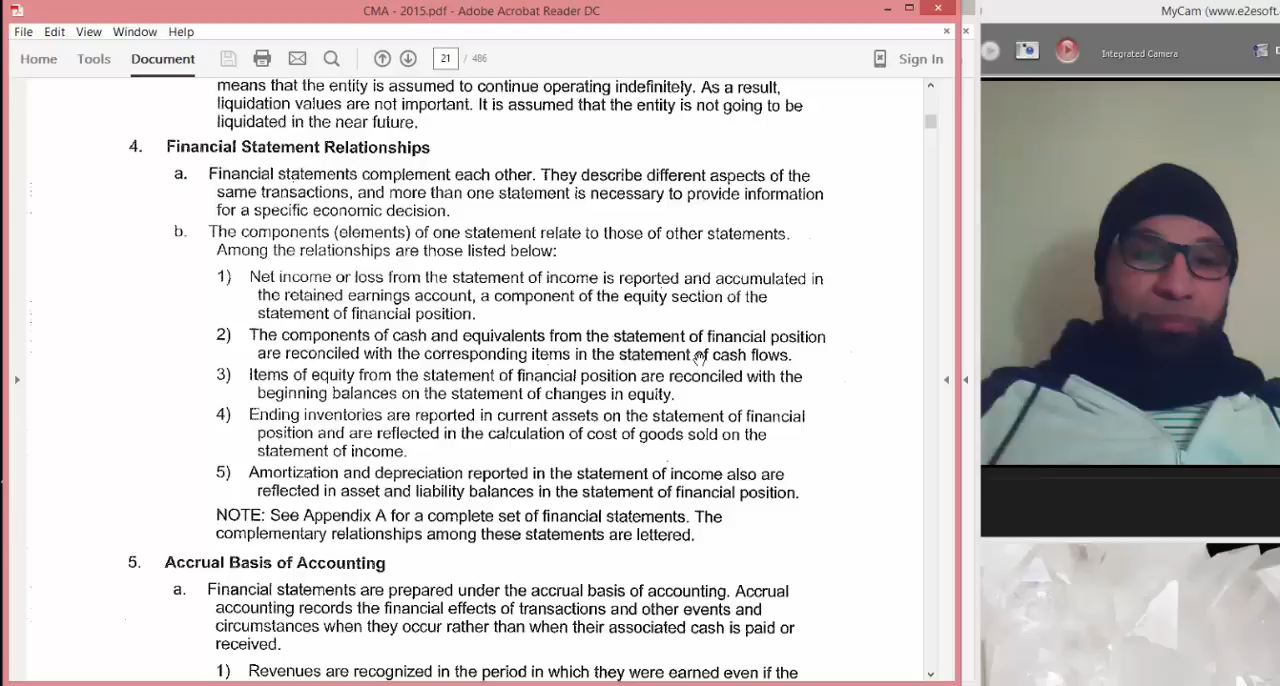 CMA - 2015.pdf - Adobe Acrobat Reader DC
MyCam (www.e2esoft.
File Edit View Window Help
Home Tools Document 21 / 486 Sign In
Integrated Camera
means that the entity is assumed to continue operating indefinitely. As a result,
liquidation values are not important. It is assumed that the entity is not going to be
liquidated in the near future.
4. Financial Statement Relationships
a. Financial statements complement each other. They describe different aspects of the
same transactions, and more than one statement is necessary to provide information
for a specific economic decision.
b. The components (elements) of one statement relate to those of other statements.
Among the relationships are those listed below:
1) Net income or loss from the statement of income is reported and accumulated in
the retained earnings account, a component of the equity section of the
statement of financial position.
2) The components of cash and equivalents from the statement of financial position
are reconciled with the corresponding items in the statement of cash flows.
3) Items of equity from the statement of financial position are reconciled with the
beginning balances on the statement of changes in equity.
4) Ending inventories are reported in current assets on the statement of financial
position and are reflected in the calculation of cost of goods sold on the
statement of income.
5) Amortization and depreciation reported in the statement of income also are
reflected in asset and liability balances in the statement of financial position.
NOTE: See Appendix A for a complete set of financial statements. The
complementary relationships among these statements are lettered.
5. Accrual Basis of Accounting
a. Financial statements are prepared under the accrual basis of accounting. Accrual
accounting records the financial effects of transactions and other events and
circumstances when they occur rather than when their associated cash is paid or
received.
1) Revenues are recognized in the period in which they were earned even if the